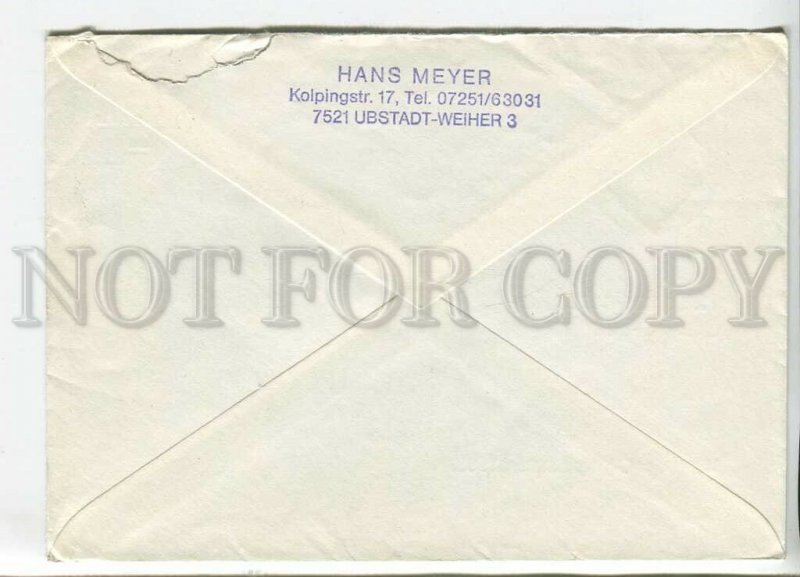 HANS MEYER
Kolpingstr. 17, Tel. 07251/63031
7521 UBSTADT-WEIHER 3
NOT FOR COPY